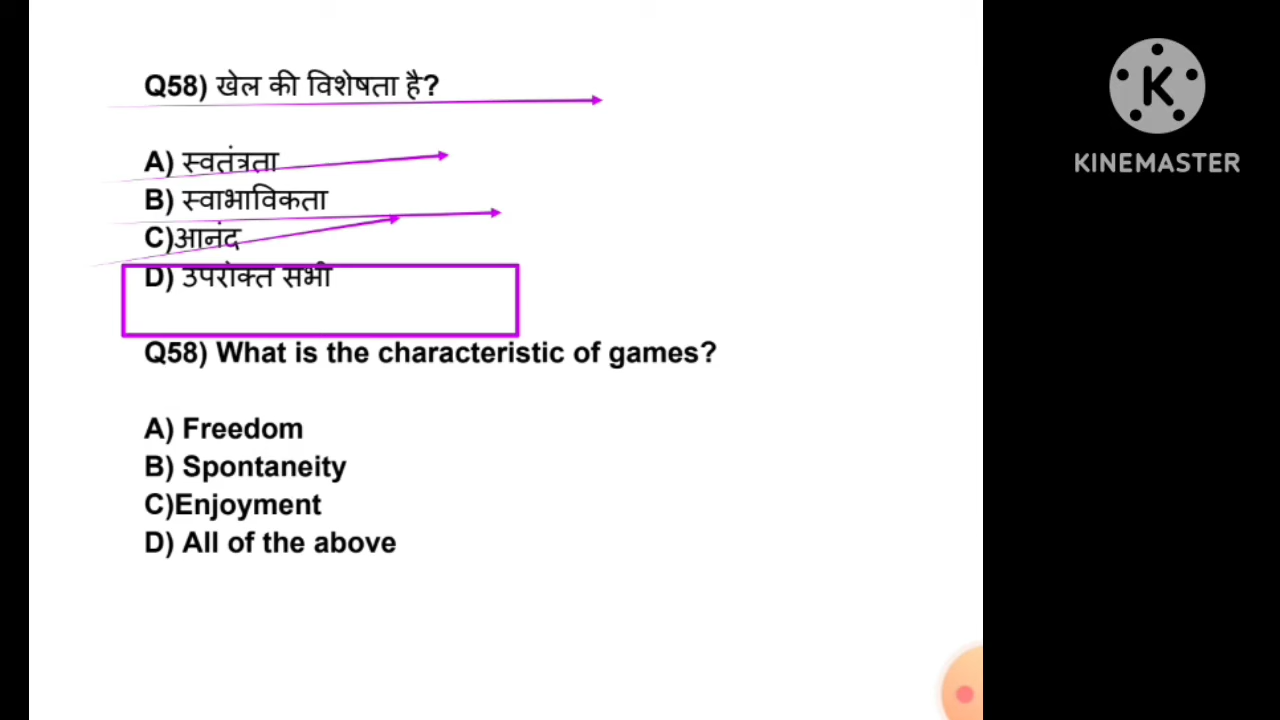 Q58) खेल की विशेषता है?
A) स्वतंत्रता
B) स्वाभाविकता
C)आनंद
D) उपरोक्त सभी
Q58) What is the characteristic of games?
A) Freedom
B) Spontaneity
C)Enjoyment
D) All of the above
K
KINEMASTER